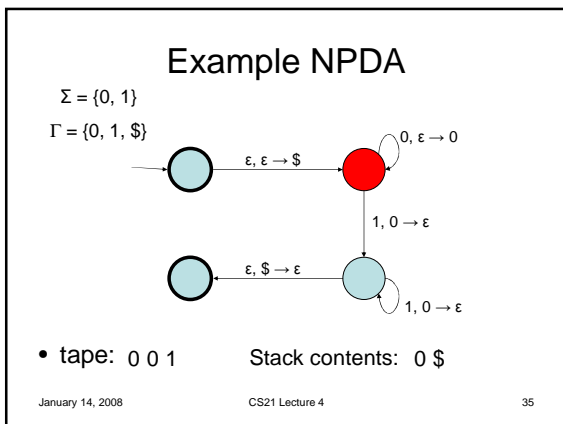 Example NPDA
Σ = {0, 1}
Γ = {0, 1, $}
ε, ε → $
0, ε → 0
1, 0 → ε
ε, $ → ε
1, 0 → ε
• tape: 0 0 1 Stack contents: 0 $
January 14, 2008 CS21 Lecture 4 35